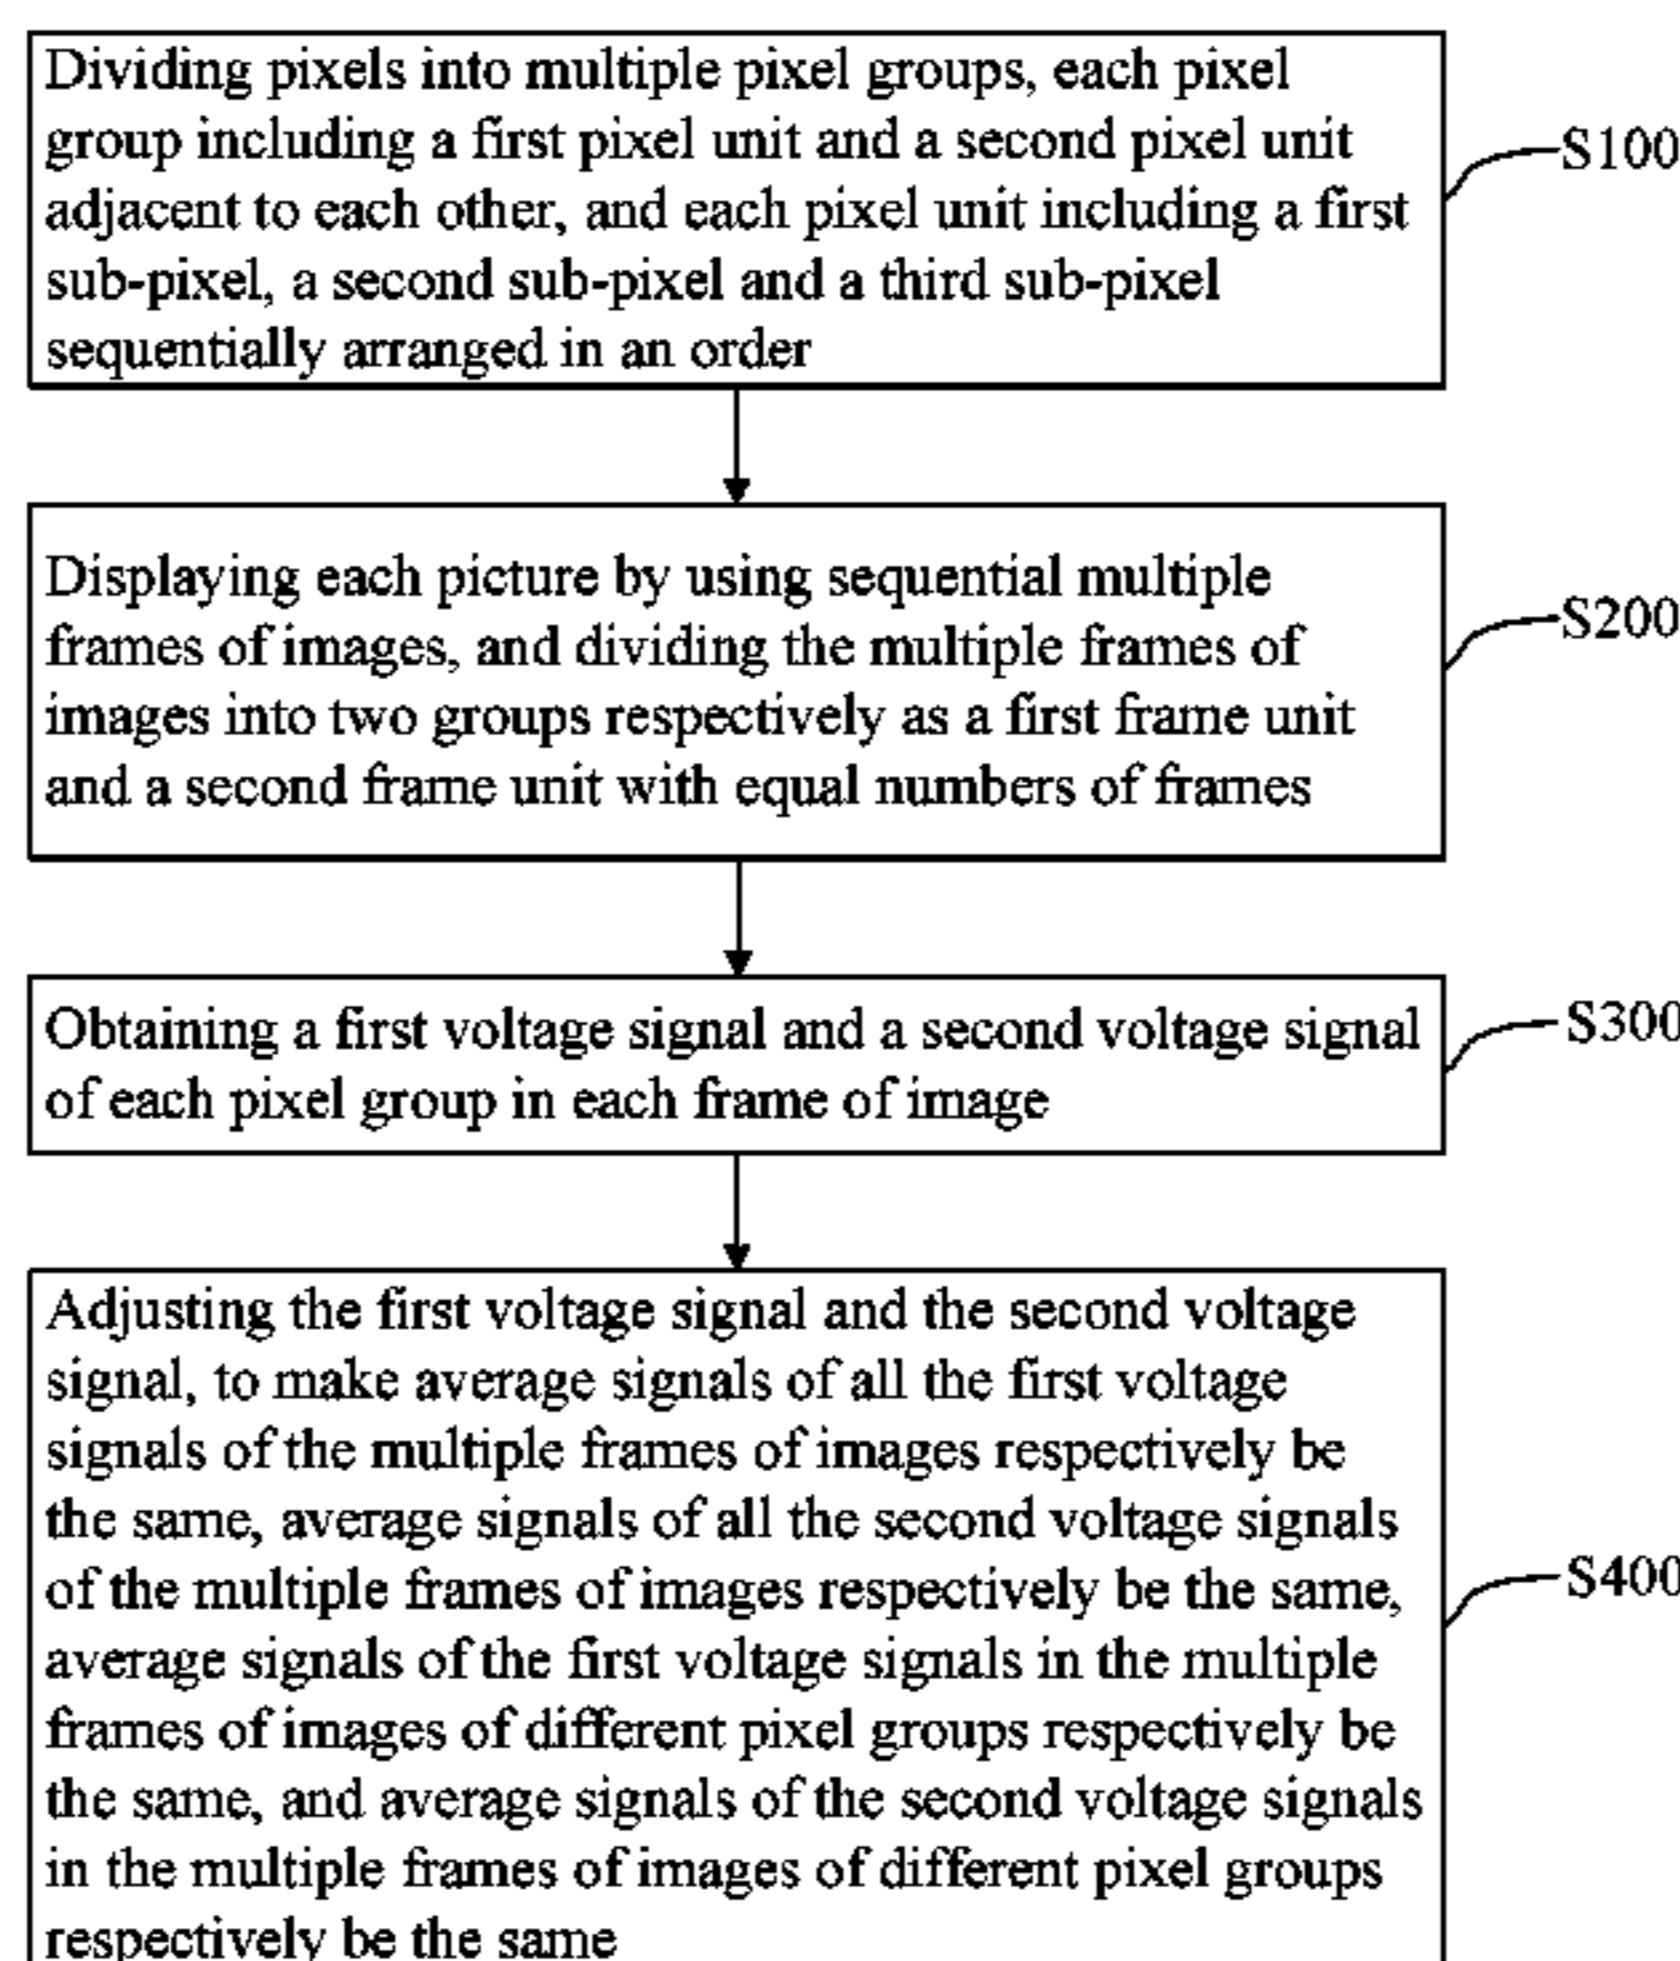 Dividing pixels into multiple pixel groups, each pixel
group including a first pixel unit and a second pixel unit
adjacent to each other, and each pixel unit including a first
sub-pixel, a second sub-pixel and a third sub-pixel
sequentially arranged in an order
S100
Displaying each picture by using sequential multiple
frames of images, and dividing the multiple frames of
images into two groups respectively as a first frame unit
and a second frame unit with equal numbers of frames
S200
Obtaining a first voltage signal and a second voltage signal
of each pixel group in each frame of image
S300
Adjusting the first voltage signal and the second voltage
signal, to make average signals of all the first voltage
signals of the multiple frames of images respectively be
the same, average signals of all the second voltage signals
of the multiple frames of images respectively be the same,
average signals of the first voltage signals in the multiple
frames of images of different pixel groups respectively be
the same, and average signals of the second voltage signals
in the multiple frames of images of different pixel groups
respectively be the same
S400